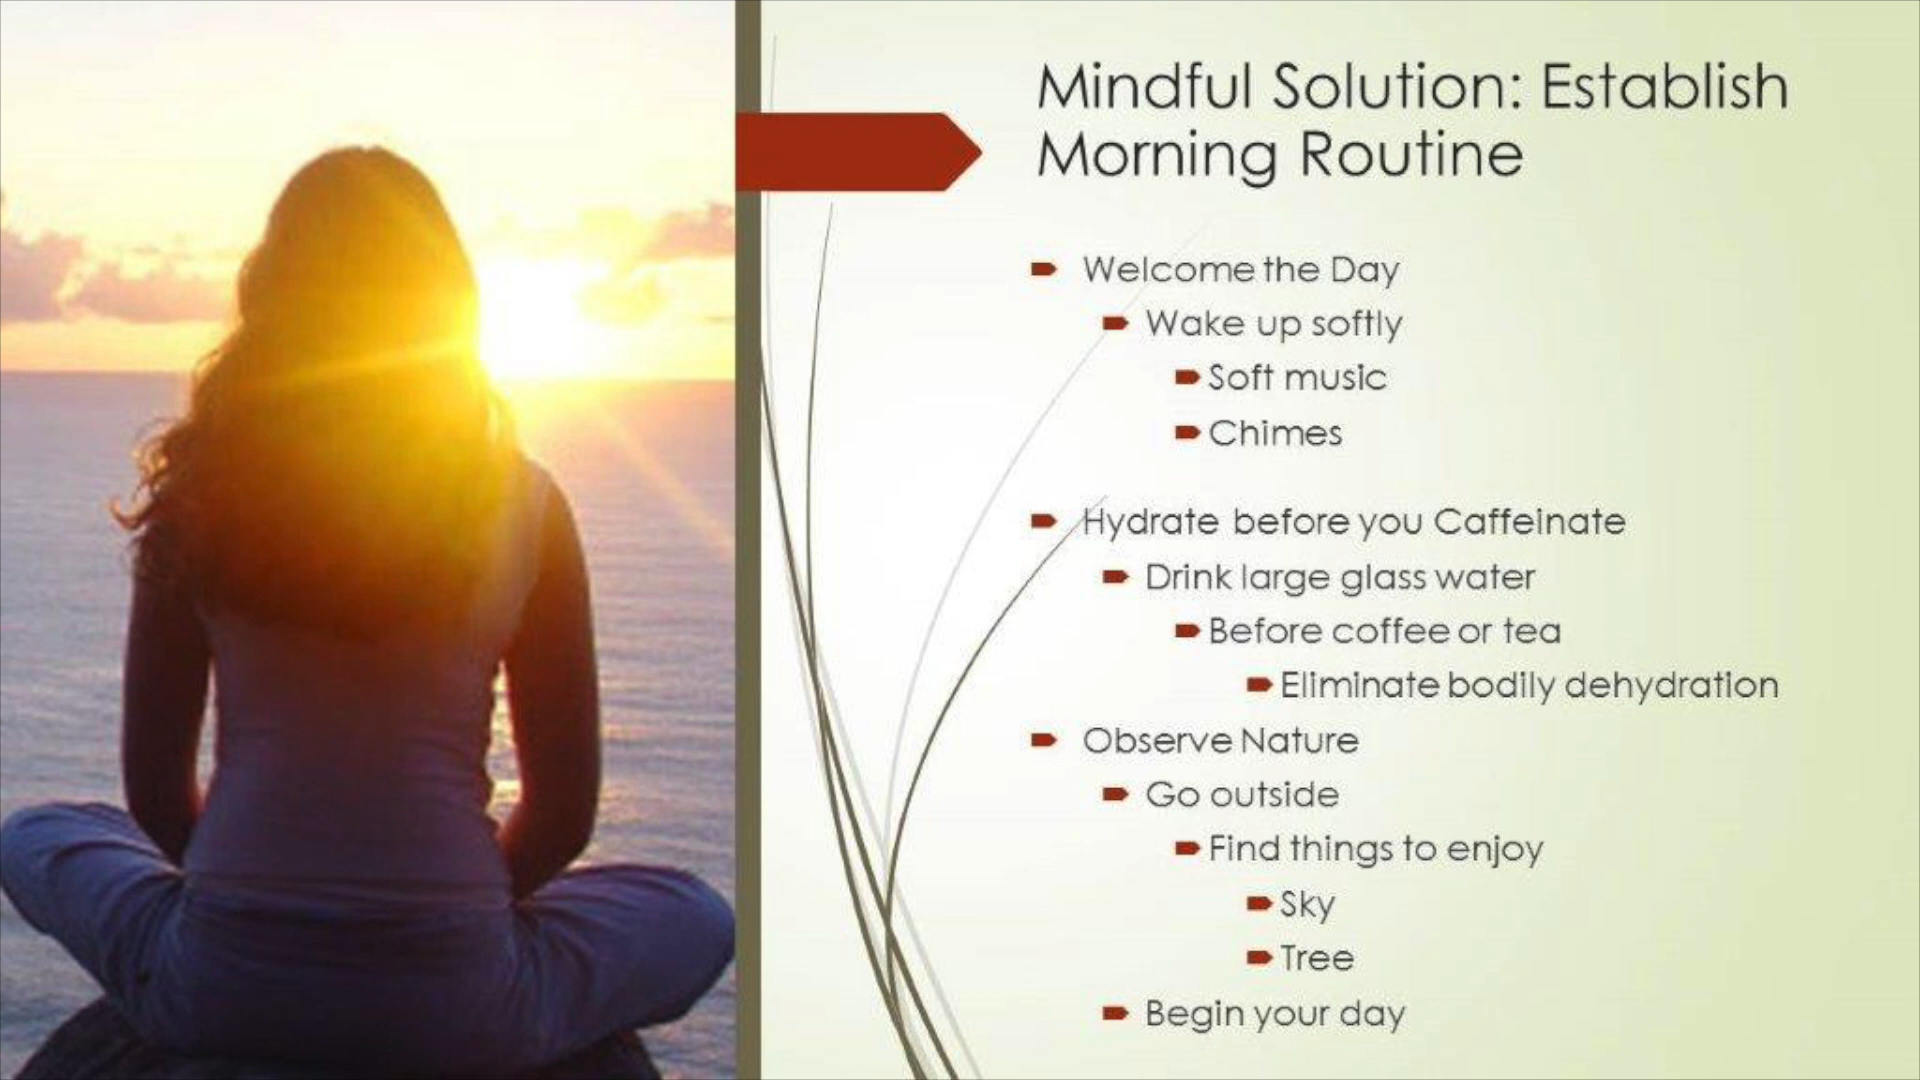 Mindful Solution: Establish
Morning Routine
Welcome the Day
Wake up softly
Soft music
Chimes
Hydrate before you Caffeinate
Drink large glass water
Before coffee or tea
Eliminate bodily dehydration
Observe Nature
Go outside
Find things to enjoy
Sky
Tree
Begin your day